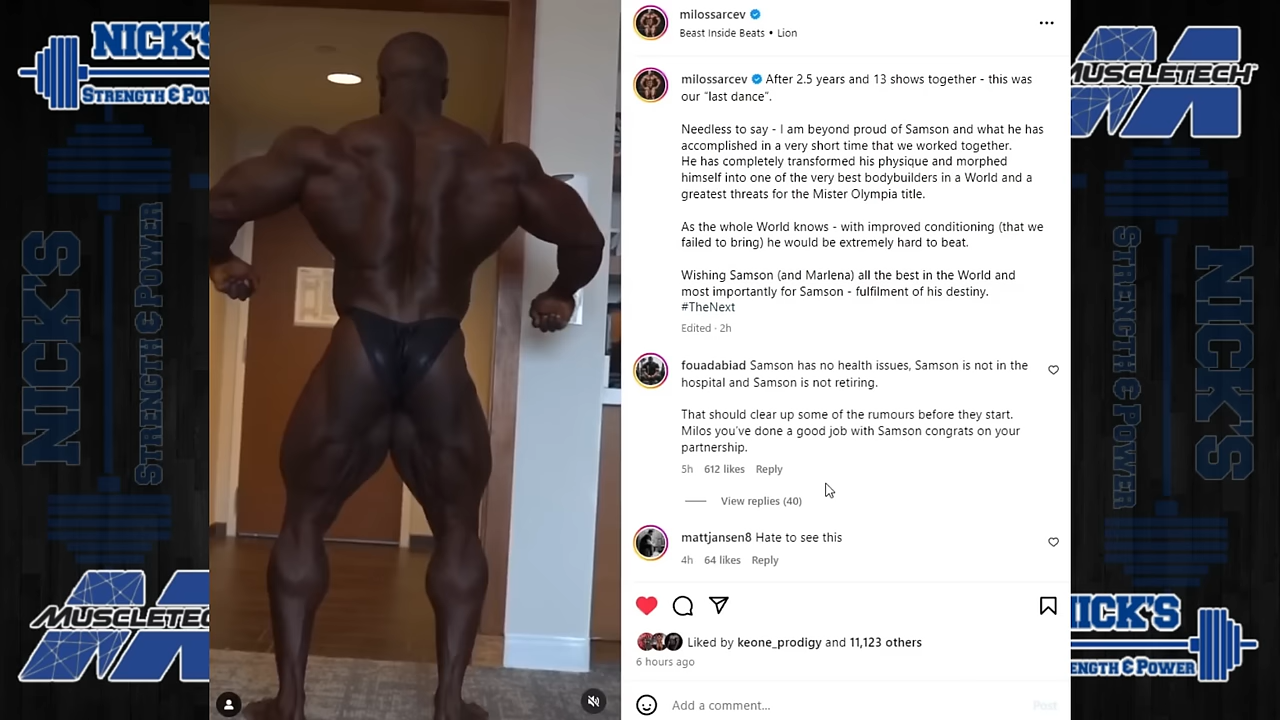 NICK'S
STRENGTH & POW
NICK'S
STRENGTH & POWER
MUSCLETECH
milossarcev
Beast Inside Beats • Lion
milossarcev After 2.5 years and 13 shows together - this was
our "last dance".
Needless to say - I am beyond proud of Samson and what he has
accomplished in a very short time that we worked together.
He has completely transformed his physique and morphed
himself into one of the very best bodybuilders in a World and a
greatest threats for the Mister Olympia title.
As the whole World knows - with improved conditioning (that we
failed to bring) he would be extremely hard to beat.
Wishing Samson (and Marlena) all the best in the World and
most importantly for Samson - fulfilment of his destiny.
#TheNext
Edited · 2h
fouadabiad Samson has no health issues, Samson is not in the
hospital and Samson is not retiring.
That should clear up some of the rumours before they start.
Milos you've done a good job with Samson congrats on your
partnership.
5h 612 likes Reply
View replies (40)
mattjansen8 Hate to see this
4h 64 likes Reply
Liked by keone_prodigy and 11,123 others
6 hours ago
Add a comment...
Post
MUSCLETECH
STRENGTH & POWER
NICK'S
NICK'S
ENGTH & POWER